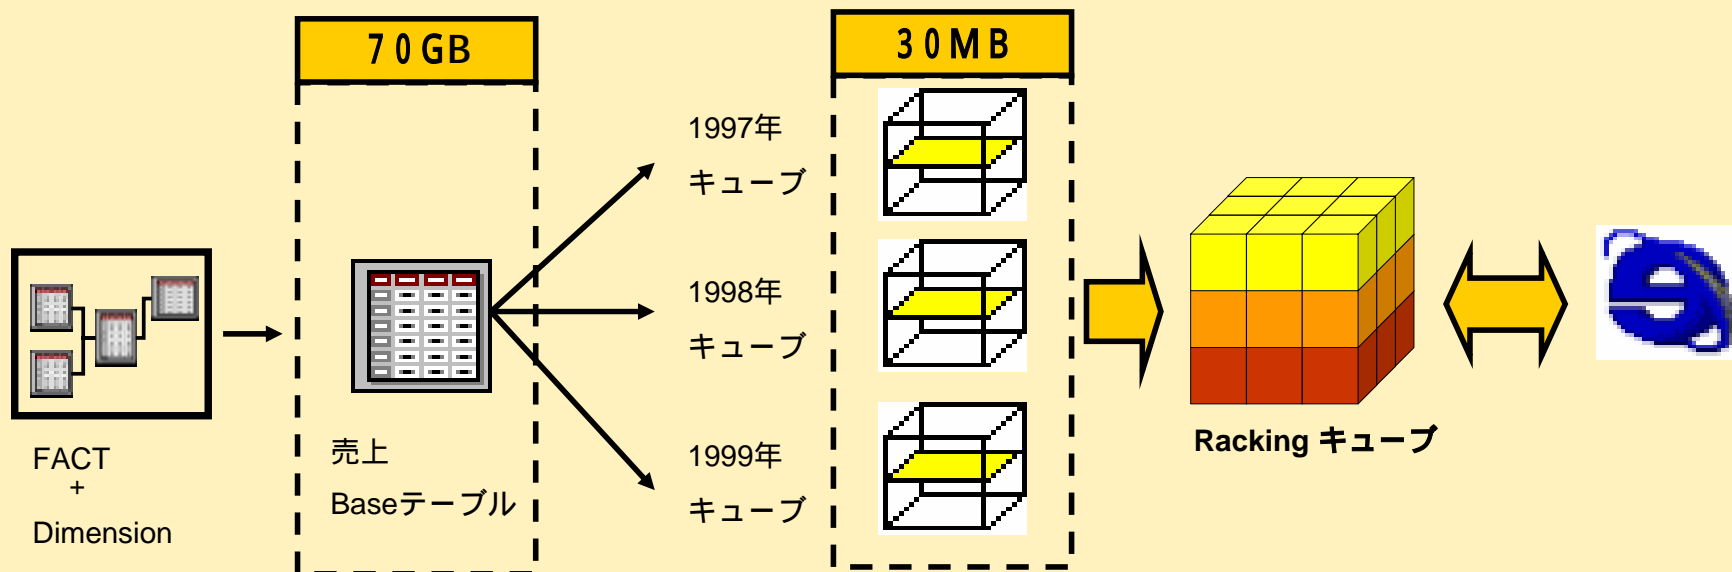 ７０GB
３０ＭＢ
FACT
+
Dimension
売上
Baseテーブル
1997年
キューブ
1998年
キューブ
1999年
キューブ
Racking キューブ